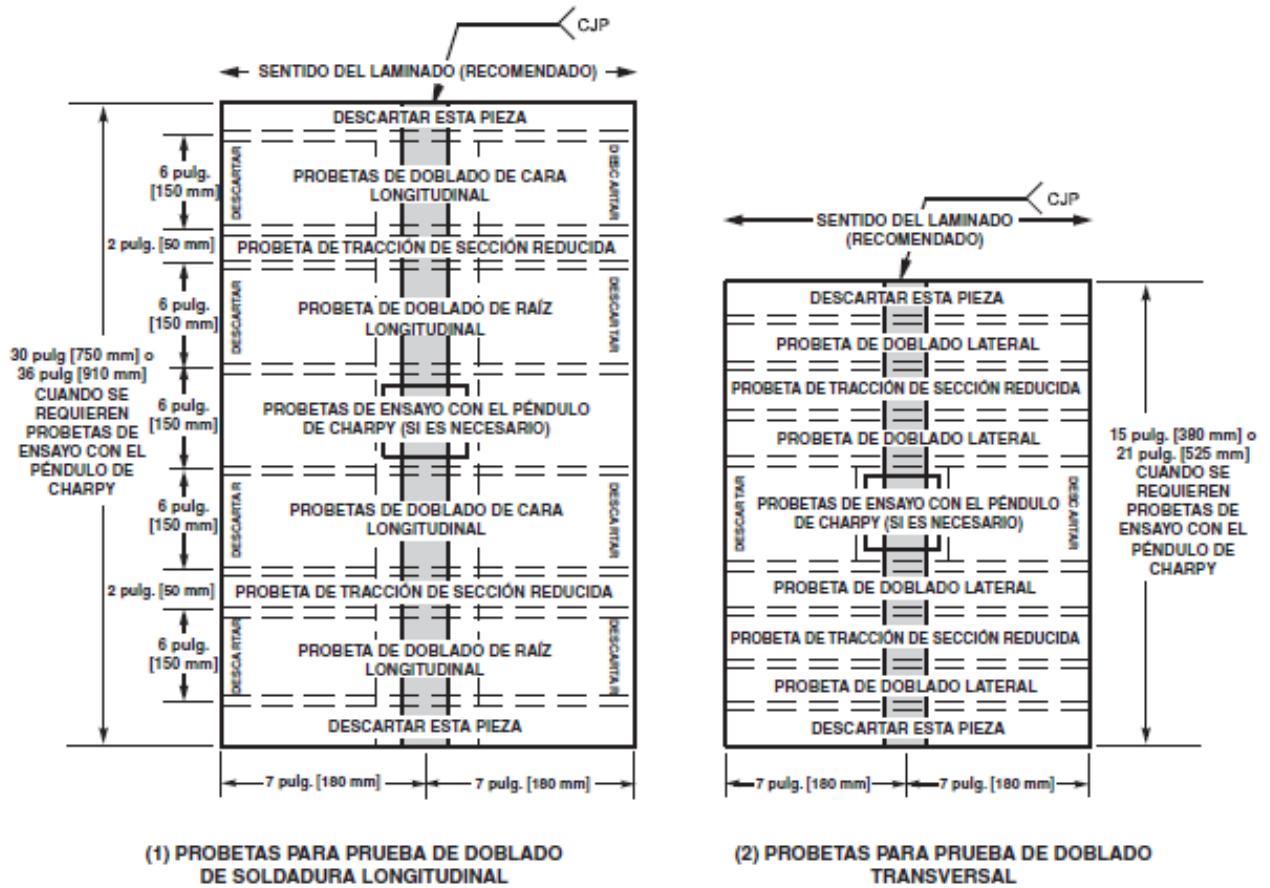 CJP
SENTIDO DEL LAMINADO (RECOMENDADO)
DESCARTAR ESTA PIEZA
6 pulg.
[150 mm]
DESCARTAR
PROBETAS DE DOBLADO DE CARA
LONGITUDINAL
DESCARTAR
2 pulg. [50 mm]
PROBETA DE TRACCIÓN DE SECCIÓN REDUCIDA
6 pulg.
[150 mm]
DESCARTAR
PROBETA DE DOBLADO DE RAÍZ
LONGITUDINAL
DESCARTAR
30 pulg [750 mm] o
36 pulg [910 mm]
CUANDO SE
REQUIEREN
PROBETAS DE
ENSAYO CON EL
PÉNDULO DE
CHARPY
6 pulg.
[150 mm]
PROBETAS DE ENSAYO CON EL PÉNDULO
DE CHARPY (SI ES NECESARIO)
6 pulg.
[150 mm]
DESCARTAR
PROBETAS DE DOBLADO DE CARA
LONGITUDINAL
DESCARTAR
2 pulg. [50 mm]
PROBETA DE TRACCIÓN DE SECCIÓN REDUCIDA
6 pulg.
[150 mm]
DESCARTAR
PROBETA DE DOBLADO DE RAÍZ
LONGITUDINAL
DESCARTAR
DESCARTAR ESTA PIEZA
7 pulg. [180 mm]
7 pulg. [180 mm]
(1) PROBETAS PARA PRUEBA DE DOBLADO
DE SOLDADURA LONGITUDINAL
CJP
SENTIDO DEL LAMINADO
(RECOMENDADO)
DESCARTAR ESTA PIEZA
PROBETA DE DOBLADO LATERAL
PROBETA DE TRACCIÓN DE SECCIÓN REDUCIDA
PROBETA DE DOBLADO LATERAL
DESCARTAR
PROBETAS DE ENSAYO CON EL PÉNDULO
DE CHARPY (SI ES NECESARIO)
DESCARTAR
PROBETA DE DOBLADO LATERAL
PROBETA DE TRACCIÓN DE SECCIÓN REDUCIDA
PROBETA DE DOBLADO LATERAL
DESCARTAR ESTA PIEZA
15 pulg. [380 mm] o
21 pulg. [525 mm]
CUANDO SE
REQUIEREN
PROBETAS DE
ENSAYO CON EL
PÉNDULO DE
CHARPY
7 pulg. [180 mm]
7 pulg. [180 mm]
(2) PROBETAS PARA PRUEBA DE DOBLADO
TRANSVERSAL